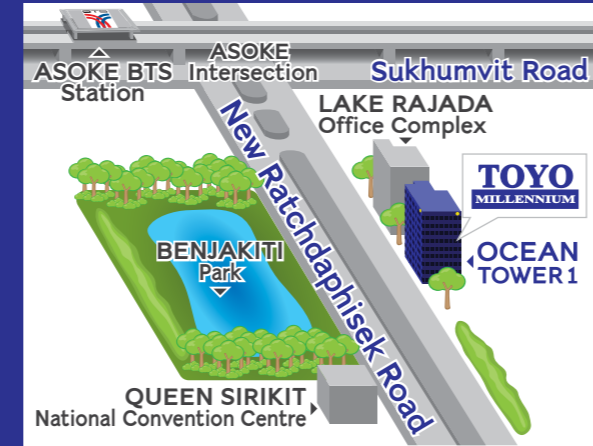 ASOKE BTS
Station
ASOKE
Intersection
Sukhumvit Road
LAKE RAJADA
Office Complex
New Ratchdaphisek Road
TOYO
MILLENNIUM
OCEAN
TOWER 1
BENJAKITI
Park
QUEEN SIRIKIT
National Convention Centre